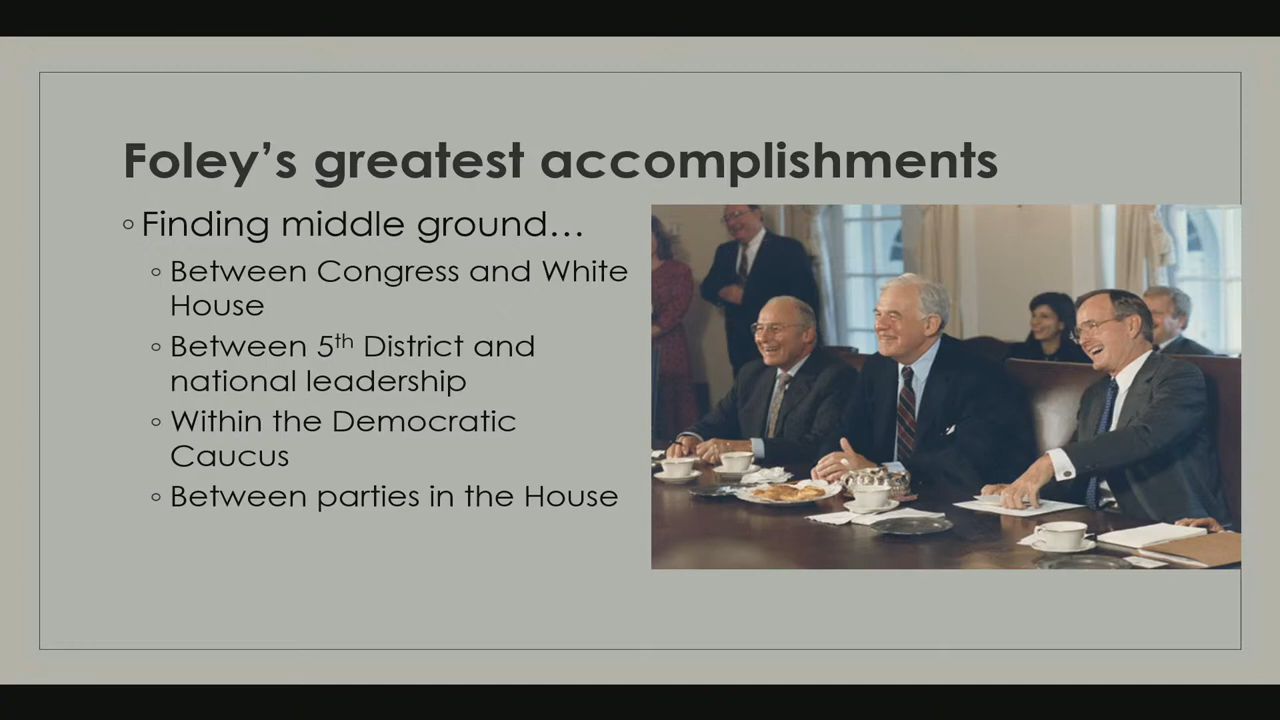 Foley’s greatest accomplishments
◦ Finding middle ground…
◦ Between Congress and White
House
◦ Between 5th District and
national leadership
◦ Within the Democratic
Caucus
◦ Between parties in the House